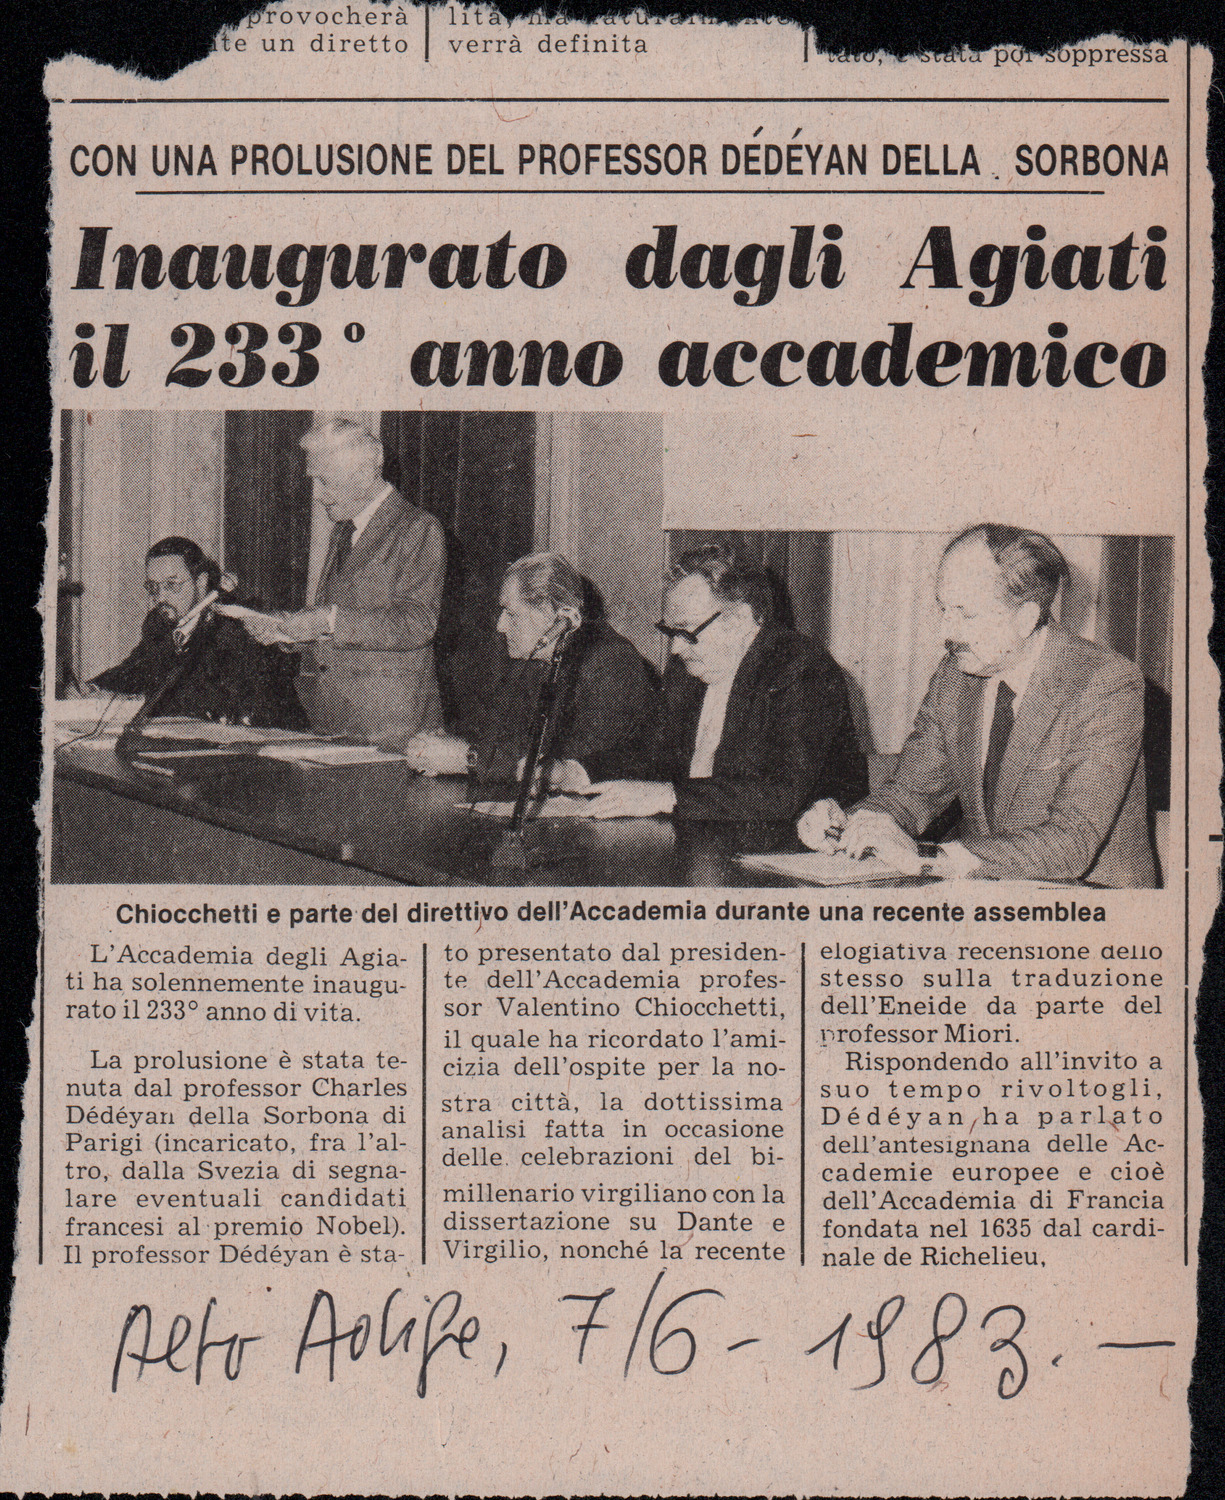 provocherà
un diretto
verrà definita
è stata poi soppressa
CON UNA PROLUSIONE DEL PROFESSOR DÉDÉYAN DELLA SORBONA
Inaugurato dagli Agiati
il 233° anno accademico
Chiocchetti e parte del direttivo dell'Accademia durante una recente assemblea
L'Accademia degli Agia-
ti ha solennemente inaugu-
rato il 233° anno di vita.
La prolusione è stata te-
nuta dal professor Charles
Dédéyan della Sorbona di
Parigi (incaricato, fra l'al-
tro, dalla Svezia di segna-
lare eventuali candidati
francesi al premio Nobel).
Il professor Dédéyan è sta-
to presentato dal presiden-
te dell'Accademia profes-
sor Valentino Chiocchetti,
il quale ha ricordato l'ami-
cizia dell'ospite per la no-
stra città, la dottissima
analisi fatta in occasione
delle celebrazioni del bi-
millenario virgiliano con la
dissertazione su Dante e
Virgilio, nonché la recente
elogiativa recensione dello
stesso sulla traduzione
dell'Eneide da parte del
professor Miori.
Rispondendo all'invito a
suo tempo rivoltogli,
Dédéyan ha parlato
dell'antesignana delle Ac-
cademie europee e cioè
dell'Accademia di Francia
fondata nel 1635 dal cardi-
nale de Richelieu,
Alto Adige, 7/6 - 1983. —